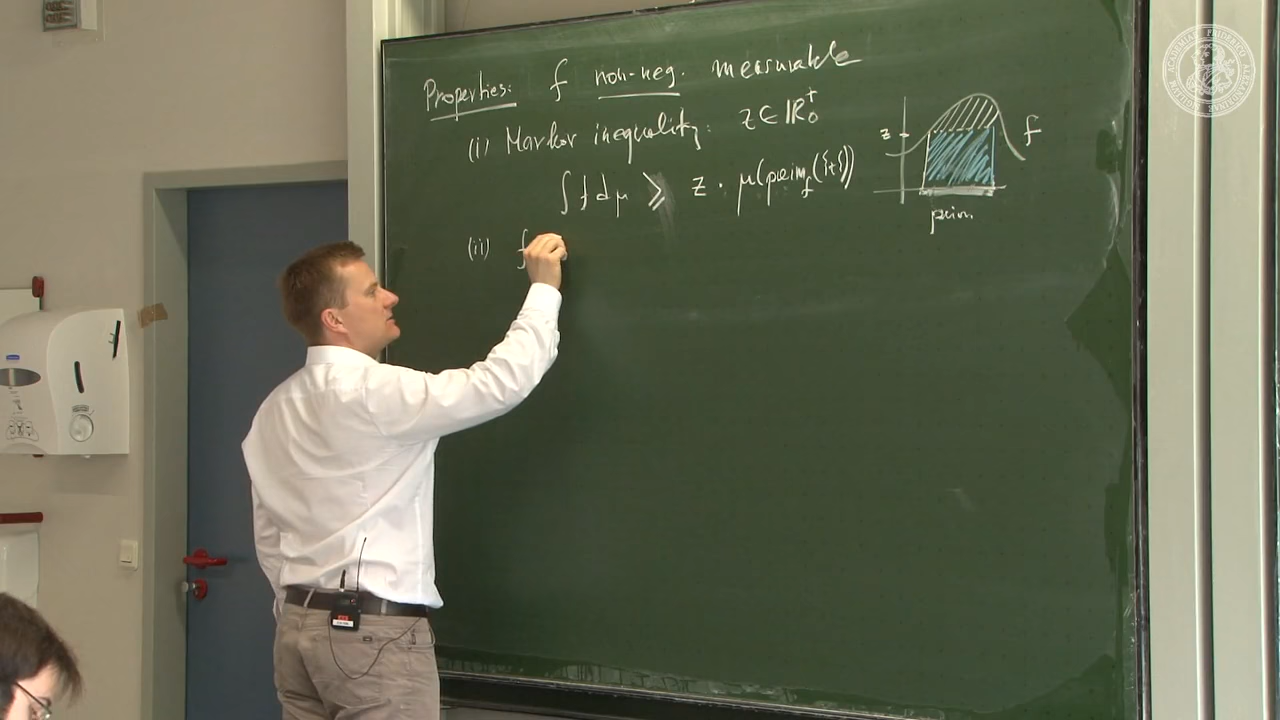 Properties: f non-neg. measurable
(i) Markov inequality: z ∈ ℝ₀⁺
∫ f dμ ≥ z · μ(preim_f({z}))
z f
preim
(ii) f